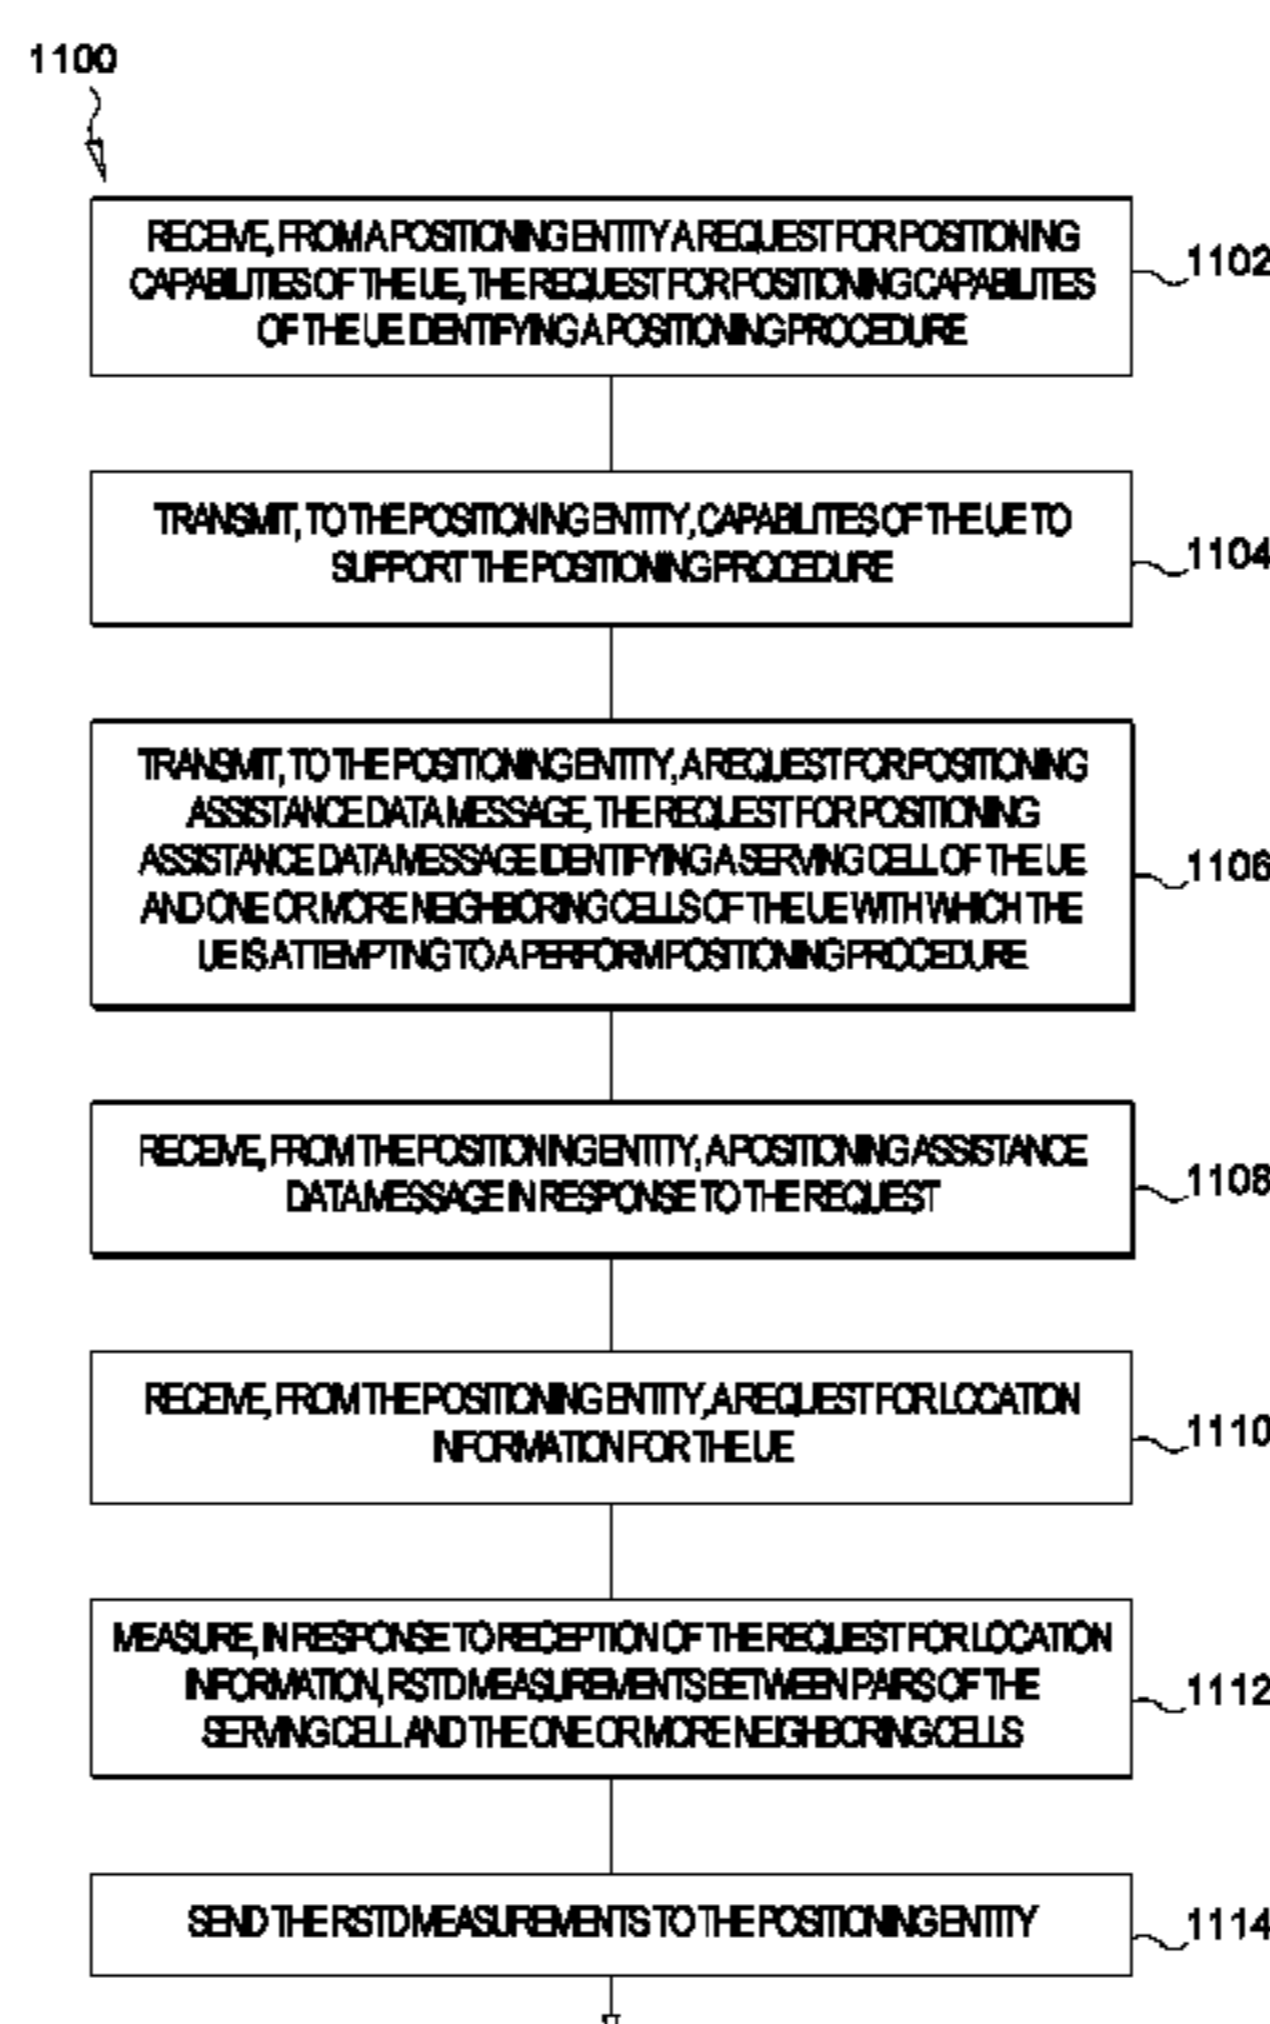 1100
RECEIVE, FROM A POSITIONING ENTITY A REQUEST FOR POSITIONING
CAPABILITIES OF THE UE, THE REQUEST FOR POSITIONING CAPABILITIES
OF THE UE IDENTIFYING A POSITIONING PROCEDURE
1102
TRANSMIT, TO THE POSITIONING ENTITY, CAPABILITIES OF THE UE TO
SUPPORT THE POSITIONING PROCEDURE
1104
TRANSMIT, TO THE POSITIONING ENTITY, A REQUEST FOR POSITIONING
ASSISTANCE DATA MESSAGE, THE REQUEST FOR POSITIONING
ASSISTANCE DATA MESSAGE IDENTIFYING A SERVING CELL OF THE UE
AND ONE OR MORE NEIGHBORING CELLS OF THE UE WITH WHICH THE
UE IS ATTEMPTING TO A PERFORM POSITIONING PROCEDURE
1106
RECEIVE, FROM THE POSITIONING ENTITY, A POSITIONING ASSISTANCE
DATA MESSAGE IN RESPONSE TO THE REQUEST
1108
RECEIVE, FROM THE POSITIONING ENTITY, A REQUEST FOR LOCATION
INFORMATION FOR THE UE
1110
MEASURE, IN RESPONSE TO RECEPTION OF THE REQUEST FOR LOCATION
INFORMATION, RSTD MEASUREMENTS BETWEEN PAIRS OF THE
SERVING CELL AND THE ONE OR MORE NEIGHBORING CELLS
1112
SEND THE RSTD MEASUREMENTS TO THE POSITIONING ENTITY
1114